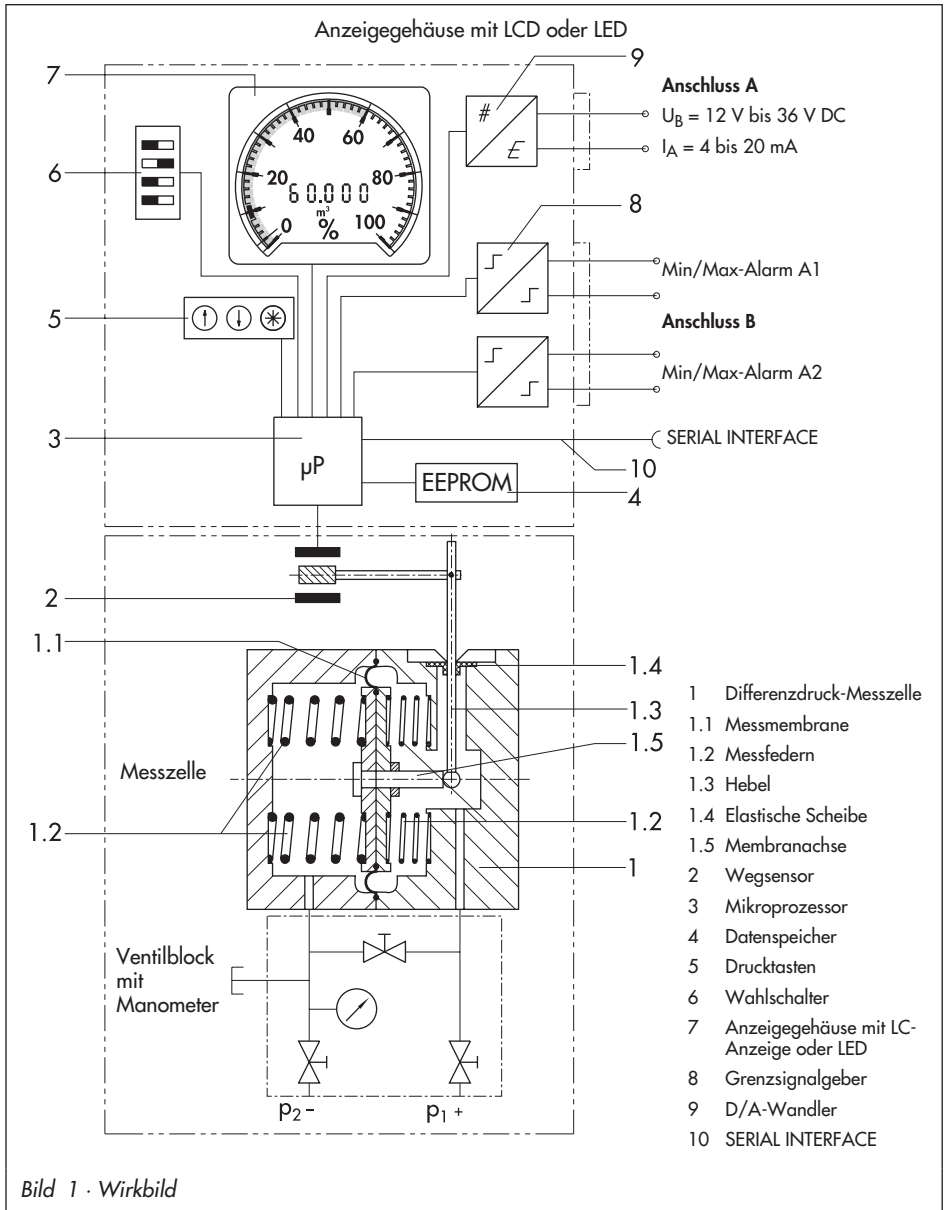 Anzeigegehäuse mit LCD oder LED
7
9
Anschluss A
U_B = 12 V bis 36 V DC
I_A = 4 bis 20 mA
#
E
6
40 60
20 80
60.000
m³
0 % 100
8
Min/Max-Alarm A1
Anschluss B
Min/Max-Alarm A2
5
3
µP
SERIAL INTERFACE
10
EEPROM
4
2
1.1
1.4
1.3
1.5
Messzelle
1.2
1.2
1
Ventilblock
mit
Manometer
p₂ -
p₁ +
1 Differenzdruck-Messzelle
1.1 Messmembrane
1.2 Messfedern
1.3 Hebel
1.4 Elastische Scheibe
1.5 Membranachse
2 Wegsensor
3 Mikroprozessor
4 Datenspeicher
5 Drucktasten
6 Wahlschalter
7 Anzeigegehäuse mit LC-
Anzeige oder LED
8 Grenzsignalgeber
9 D/A-Wandler
10 SERIAL INTERFACE
Bild 1 · Wirkbild